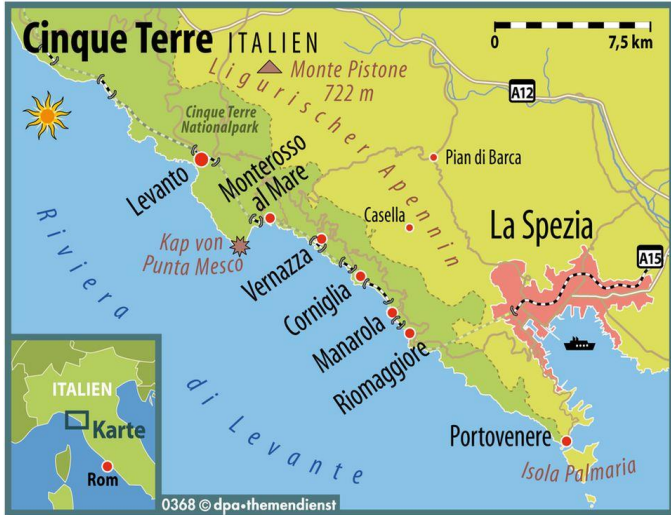 Cinque Terre ITALIEN
0 7,5 km
Ligurischer Apennin
Monte Pistone
722 m
A12
Cinque Terre
Nationalpark
Levanto
Monterosso
al Mare
Pian di Barca
Casella
La Spezia
A15
Kap von
Punta Mesco
Vernazza
Corniglia
Manarola
Riomaggiore
Riviera di Levante
Portovenere
Isola Palmaria
ITALIEN
Karte
Rom
0368 © dpa•themendienst